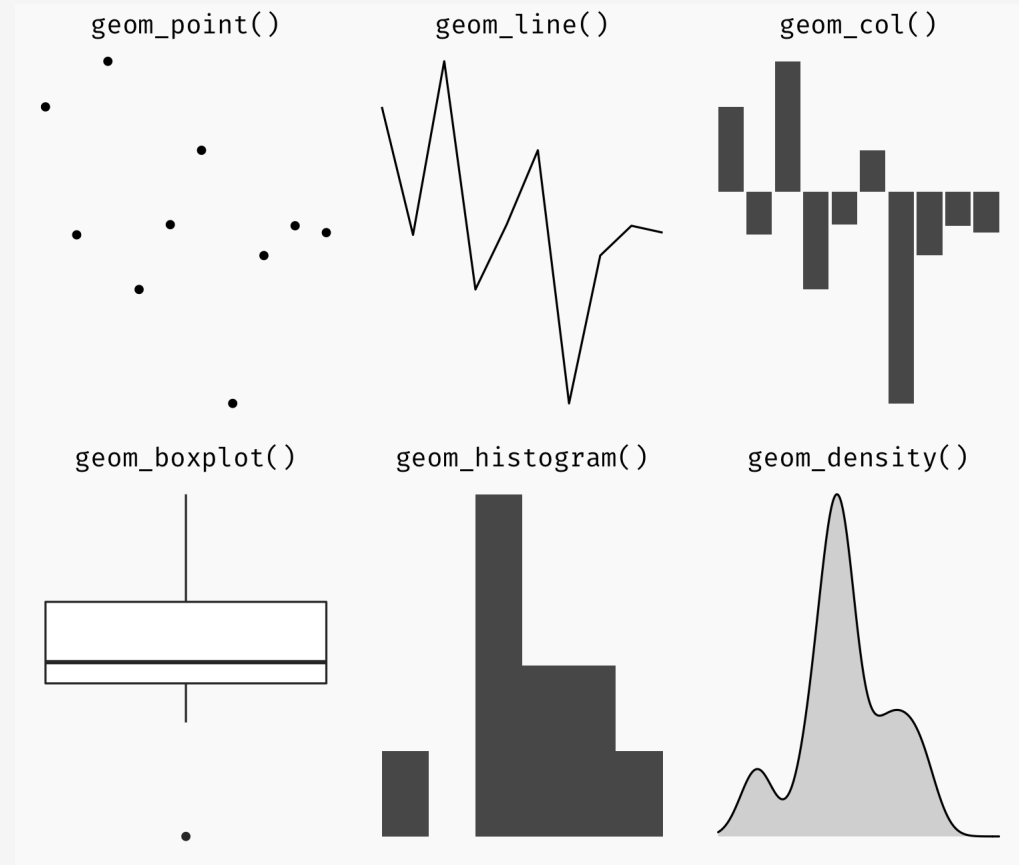 geom_point()
geom_line()
geom_col()
geom_boxplot()
geom_histogram()
geom_density()